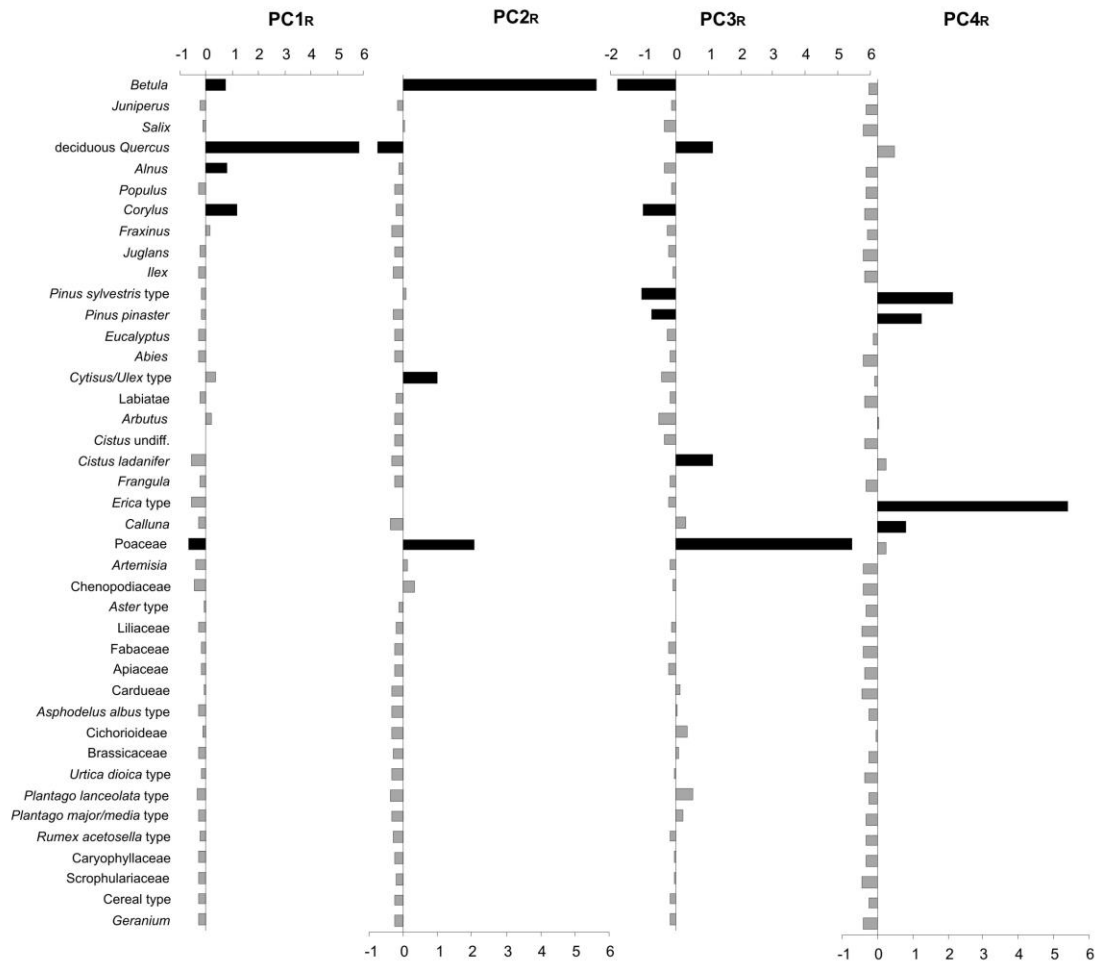 PC1R PC2R PC3R PC4R
-1 0 1 2 3 4 5 6 -2 -1 0 1 2 3 4 5 6
Betula
Juniperus
Salix
deciduous Quercus
Alnus
Populus
Corylus
Fraxinus
Juglans
Ilex
Pinus sylvestris type
Pinus pinaster
Eucalyptus
Abies
Cytisus/Ulex type
Labiatae
Arbutus
Cistus undiff.
Cistus ladanifer
Frangula
Erica type
Calluna
Poaceae
Artemisia
Chenopodiaceae
Aster type
Liliaceae
Fabaceae
Apiaceae
Cardueae
Asphodelus albus type
Cichorioideae
Brassicaceae
Urtica dioica type
Plantago lanceolata type
Plantago major/media type
Rumex acetosella type
Caryophyllaceae
Scrophulariaceae
Cereal type
Geranium
-1 0 1 2 3 4 5 6 -1 0 1 2 3 4 5 6